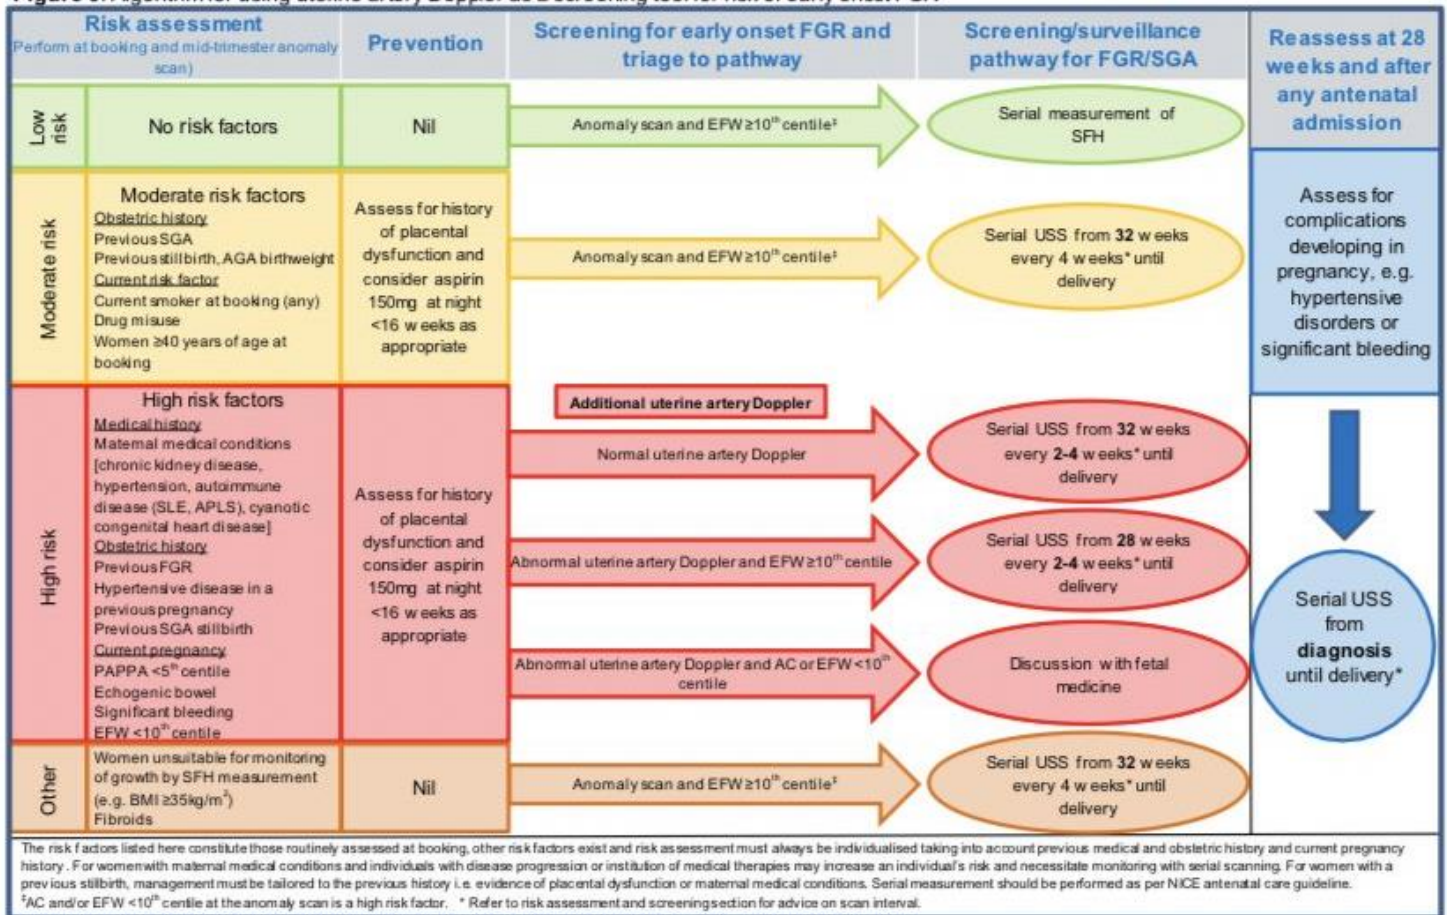 Risk assessment
Perform at booking and mid-trimester anomaly
scan)
Prevention
Screening for early onset FGR and
triage to pathway
Screening/surveillance
pathway for FGR/SGA
Reassess at 28
weeks and after
any antenatal
admission
Low
risk
No risk factors
Nil
Anomaly scan and EFW ≥10th centile‡
Serial measurement of
SFH
Moderate risk
Moderate risk factors
Obstetric history
Previous SGA
Previous stillbirth, AGA birthweight
Current risk factor
Current smoker at booking (any)
Drug misuse
Women ≥40 years of age at
booking
Assess for history
of placental
dysfunction and
consider aspirin
150mg at night
<16 weeks as
appropriate
Anomaly scan and EFW ≥10th centile‡
Serial USS from 32 weeks
every 4 weeks* until
delivery
Assess for
complications
developing in
pregnancy, e.g.
hypertensive
disorders or
significant bleeding
High risk
High risk factors
Medical history
Maternal medical conditions
[chronic kidney disease,
hypertension, autoimmune
disease (SLE, APLS), cyanotic
congenital heart disease]
Obstetric history
Previous FGR
Hypertensive disease in a
previous pregnancy
Previous SGA stillbirth
Current pregnancy
PAPPA <5th centile
Echogenic bowel
Significant bleeding
EFW <10th centile
Assess for history
of placental
dysfunction and
consider aspirin
150mg at night
<16 weeks as
appropriate
Additional uterine artery Doppler
Normal uterine artery Doppler
Serial USS from 32 weeks
every 2-4 weeks* until
delivery
Abnormal uterine artery Doppler and EFW ≥10th centile
Serial USS from 28 weeks
every 2-4 weeks* until
delivery
Abnormal uterine artery Doppler and AC or EFW <10th
centile
Discussion with fetal
medicine
Serial USS
from
diagnosis
until delivery*
Other
Women unsuitable for monitoring
of growth by SFH measurement
(e.g. BMI ≥35kg/m2)
Fibroids
Nil
Anomaly scan and EFW ≥10th centile‡
Serial USS from 32 weeks
every 4 weeks* until
delivery
The risk factors listed here constitute those routinely assessed at booking, other risk factors exist and risk assessment must always be individualised taking into account previous medical and obstetric history and current pregnancy
history. For women with maternal medical conditions and individuals with disease progression or institution of medical therapies may increase an individual's risk and necessitate monitoring with serial scanning. For women with a
previous stillbirth, management must be tailored to the previous history i.e. evidence of placental dysfunction or maternal medical conditions. Serial measurement should be performed as per NICE antenatal care guideline.
‡AC and/or EFW <10th centile at the anomaly scan is a high risk factor. * Refer to risk assessment and screening section for advice on scan interval.